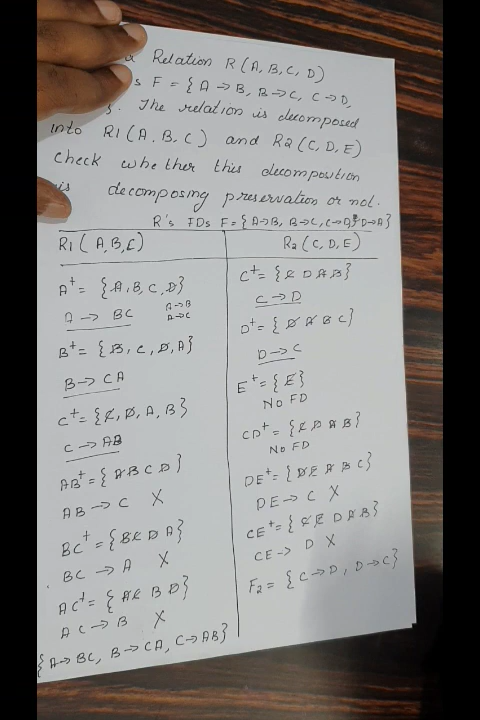 Relation R(A,B,C,D)
s F = {A→B, B→C, C→D,
}. The relation is decomposed
into R1(A,B,C) and R2(C,D,E)
check whether this decomposition
is decomposing preservation or not.
R's FDs F={A→B, B→C, C→D, D→A}
R1(A,B,C)
A⁺ = {A,B,C,D}
A → BC
A→B
A→C
B⁺ = {B,C,D,A}
B→ CA
C⁺ = {C,D,A,B}
C → AB
AB⁺ = {A B C D}
AB → C X
BC⁺ = {B C D A}
BC → A X
AC⁺ = {A C B D}
AC → B X
{A→BC, B→CA, C→AB}
R2(C,D,E)
C⁺ = {C D A B}
C → D
D⁺ = {D A B C}
D → C
E⁺ = {E}
NO FD
CD⁺ = {C D A B}
NO FD
DE⁺ = {D E A B C}
DE → C X
CE⁺ = {C E D A B}
CE → D X
F2 = {C→D, D→C}